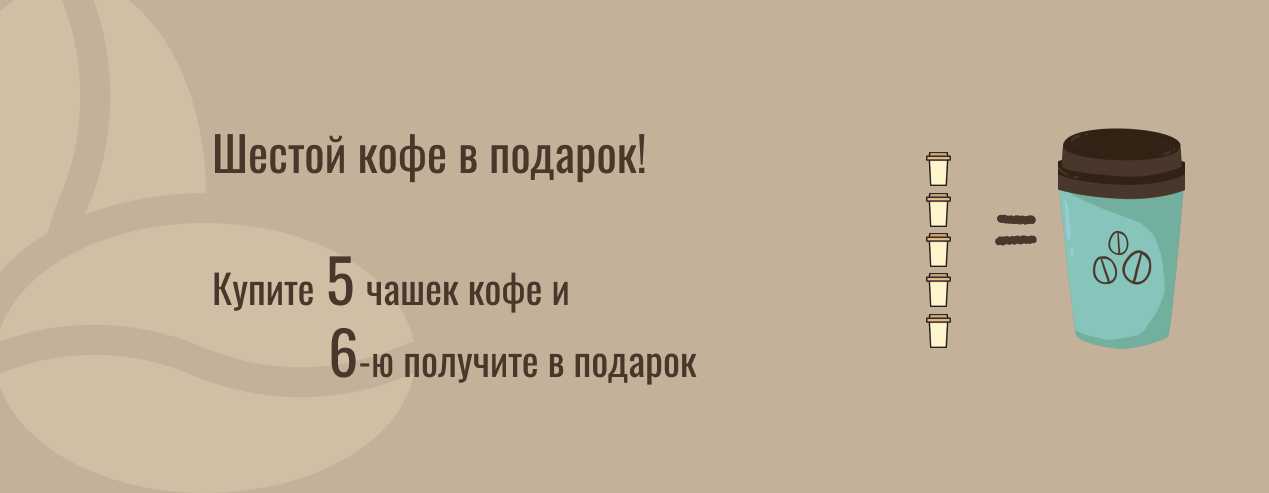 Шестой кофе в подарок!
Купите 5 чашек кофе и
6-ю получите в подарок